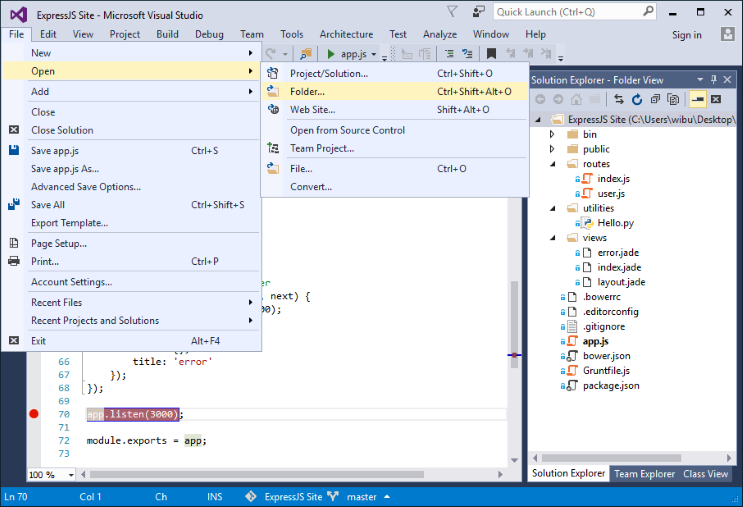 ExpressJS Site - Microsoft Visual Studio
Quick Launch (Ctrl+Q)
File Edit View Project Build Debug Team Tools Architecture Test Analyze Window Help Sign in
app.js
New
Open
Add
Close
Close Solution
Save app.js Ctrl+S
Save app.js As...
Advanced Save Options...
Save All Ctrl+Shift+S
Export Template...
Page Setup...
Print... Ctrl+P
Account Settings...
Recent Files
Recent Projects and Solutions
Exit Alt+F4
Project/Solution... Ctrl+Shift+O
Folder... Ctrl+Shift+Alt+O
Web Site... Shift+Alt+O
Open from Source Control
Team Project...
File... Ctrl+O
Convert...
er
, next) {
00);
66 title: 'error'
67 });
68 });
69
70 app.listen(3000);
71
72 module.exports = app;
73
100 %
Solution Explorer - Folder View
ExpressJS Site (C:\Users\wibu\Desktop\
bin
public
routes
index.js
user.js
utilities
Hello.py
views
error.jade
index.jade
layout.jade
.bowerrc
.editorconfig
.gitignore
app.js
bower.json
Gruntfile.js
package.json
Solution Explorer Team Explorer Class View
Ln 70 Col 1 Ch INS ExpressJS Site master